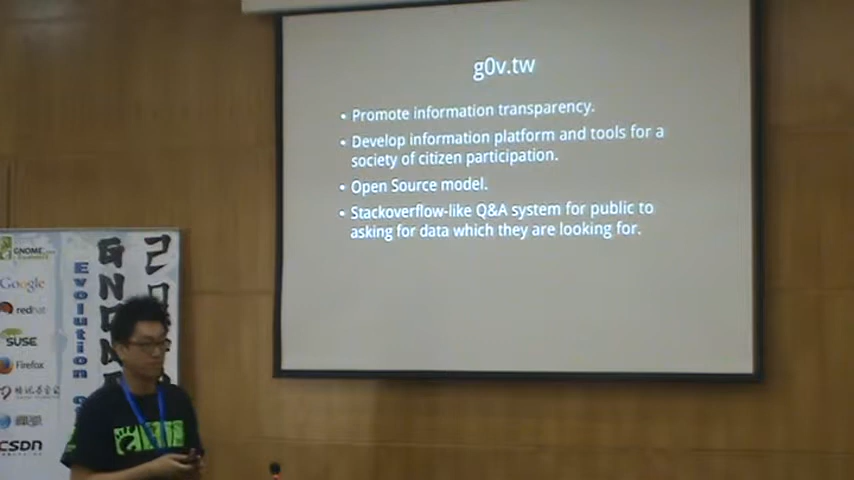 g0v.tw
• Promote information transparency.
• Develop information platform and tools for a
society of citizen participation.
• Open Source model.
• Stackoverflow-like Q&A system for public to
asking for data which they are looking for.
GNOME
Google
redhat
SUSE
Firefox
CSDN
Evolution
GNOME